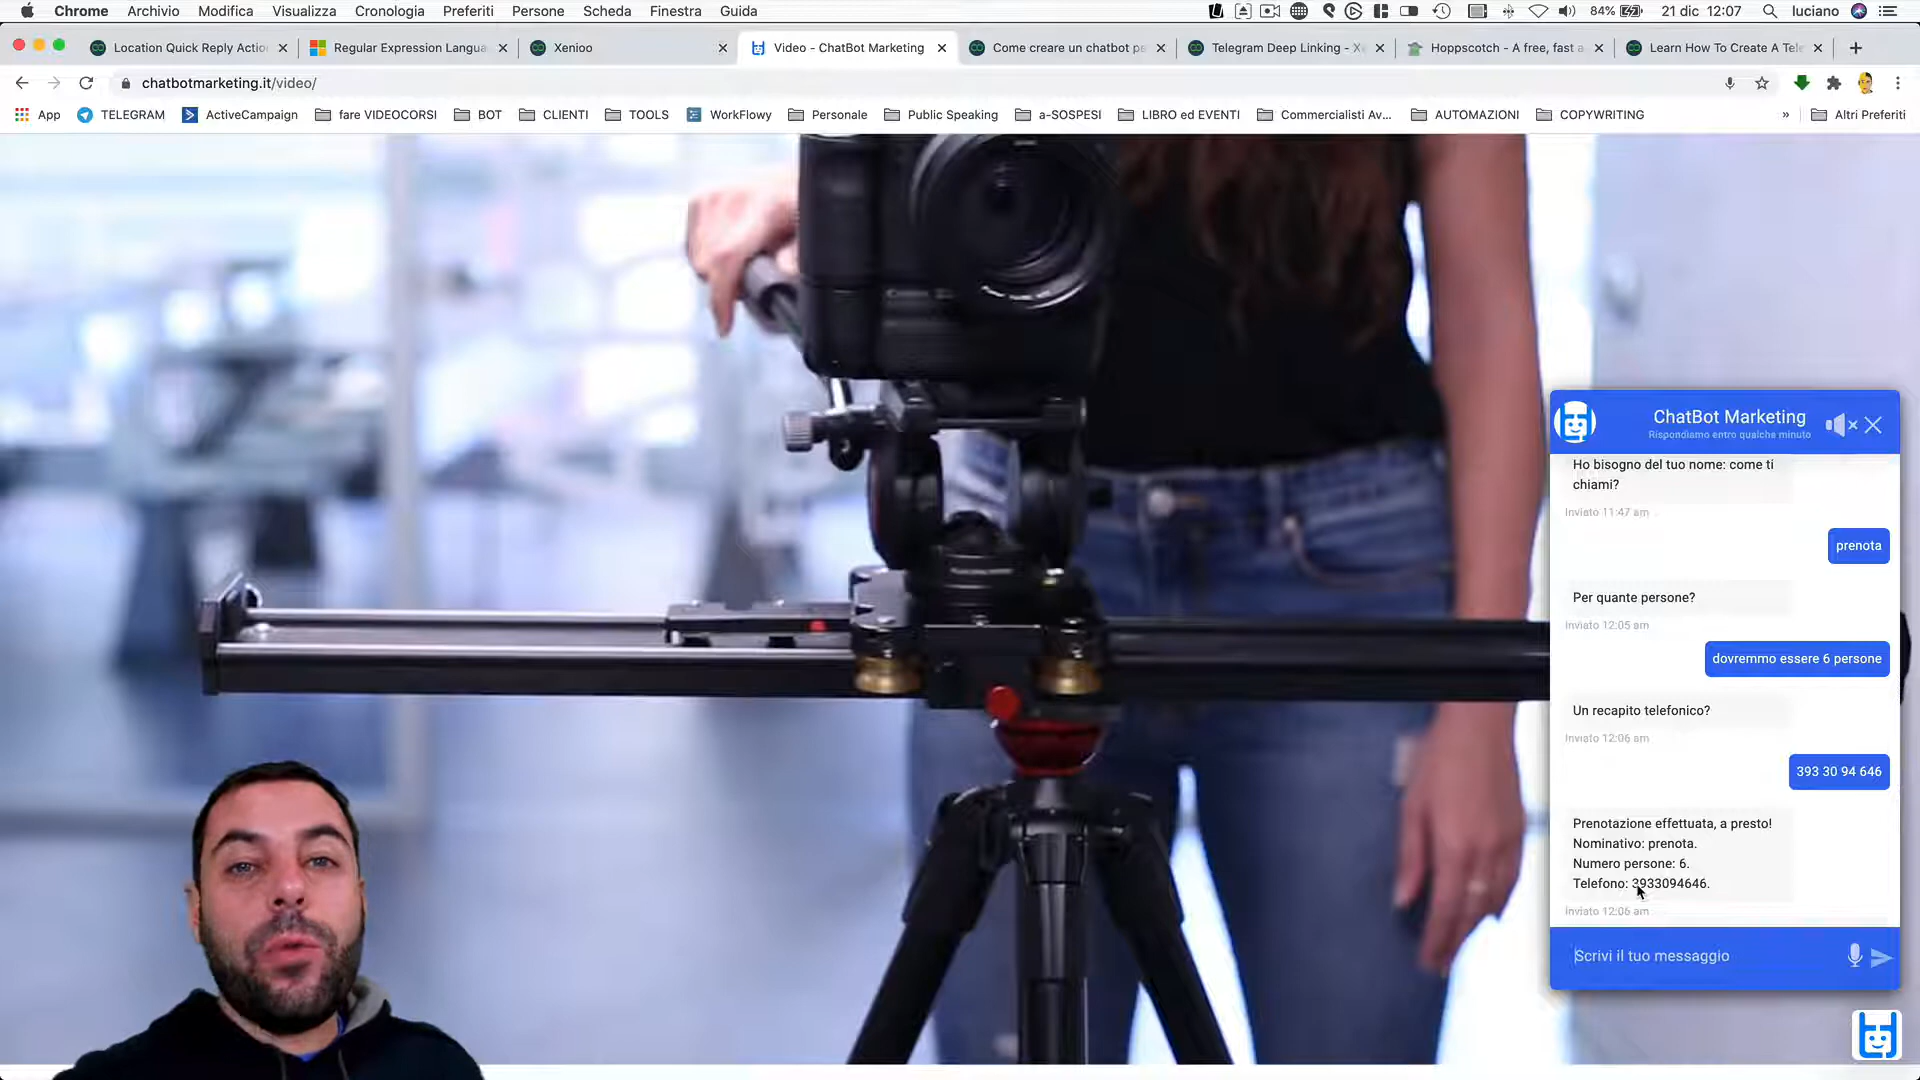 Chrome Archivio Modifica Visualizza Cronologia Preferiti Persone Scheda Finestra Guida
84% 21 dic 12:07 luciano
Location Quick Reply Actio
Regular Expression Langua
Xenioo
Video - ChatBot Marketing
Come creare un chatbot pe
Telegram Deep Linking - Xe
Hoppscotch - A free, fast a
Learn How To Create A Tele
chatbotmarketing.it/video/
App TELEGRAM ActiveCampaign fare VIDEOCORSI BOT CLIENTI TOOLS WorkFlowy Personale Public Speaking a-SOSPESI LIBRO ed EVENTI Commercialisti Av... AUTOMAZIONI COPYWRITING » Altri Preferiti
ChatBot Marketing
Rispondiamo entro qualche minuto
Ho bisogno del tuo nome: come ti
chiami?
Inviato 11:47 am
prenota
Per quante persone?
Inviato 12:05 am
dovremmo essere 6 persone
Un recapito telefonico?
Inviato 12:06 am
393 30 94 646
Prenotazione effettuata, a presto!
Nominativo: prenota.
Numero persone: 6.
Telefono: 3933094646.
Inviato 12:06 am
Scrivi il tuo messaggio